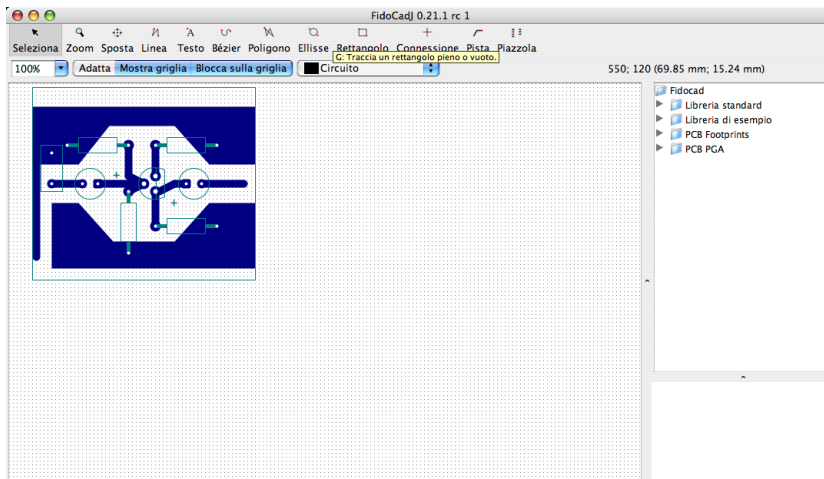 FidoCadJ 0.21.1 rc 1
Seleziona Zoom Sposta Linea Testo Bézier Poligono Ellisse Rettangolo Connessione Pista Piazzola
G: Traccia un rettangolo pieno o vuoto.
100% Adatta Mostra griglia Blocca sulla griglia Circuito 550; 120 (69.85 mm; 15.24 mm)
Fidocad
Libreria standard
Libreria di esempio
PCB Footprints
PCB PGA